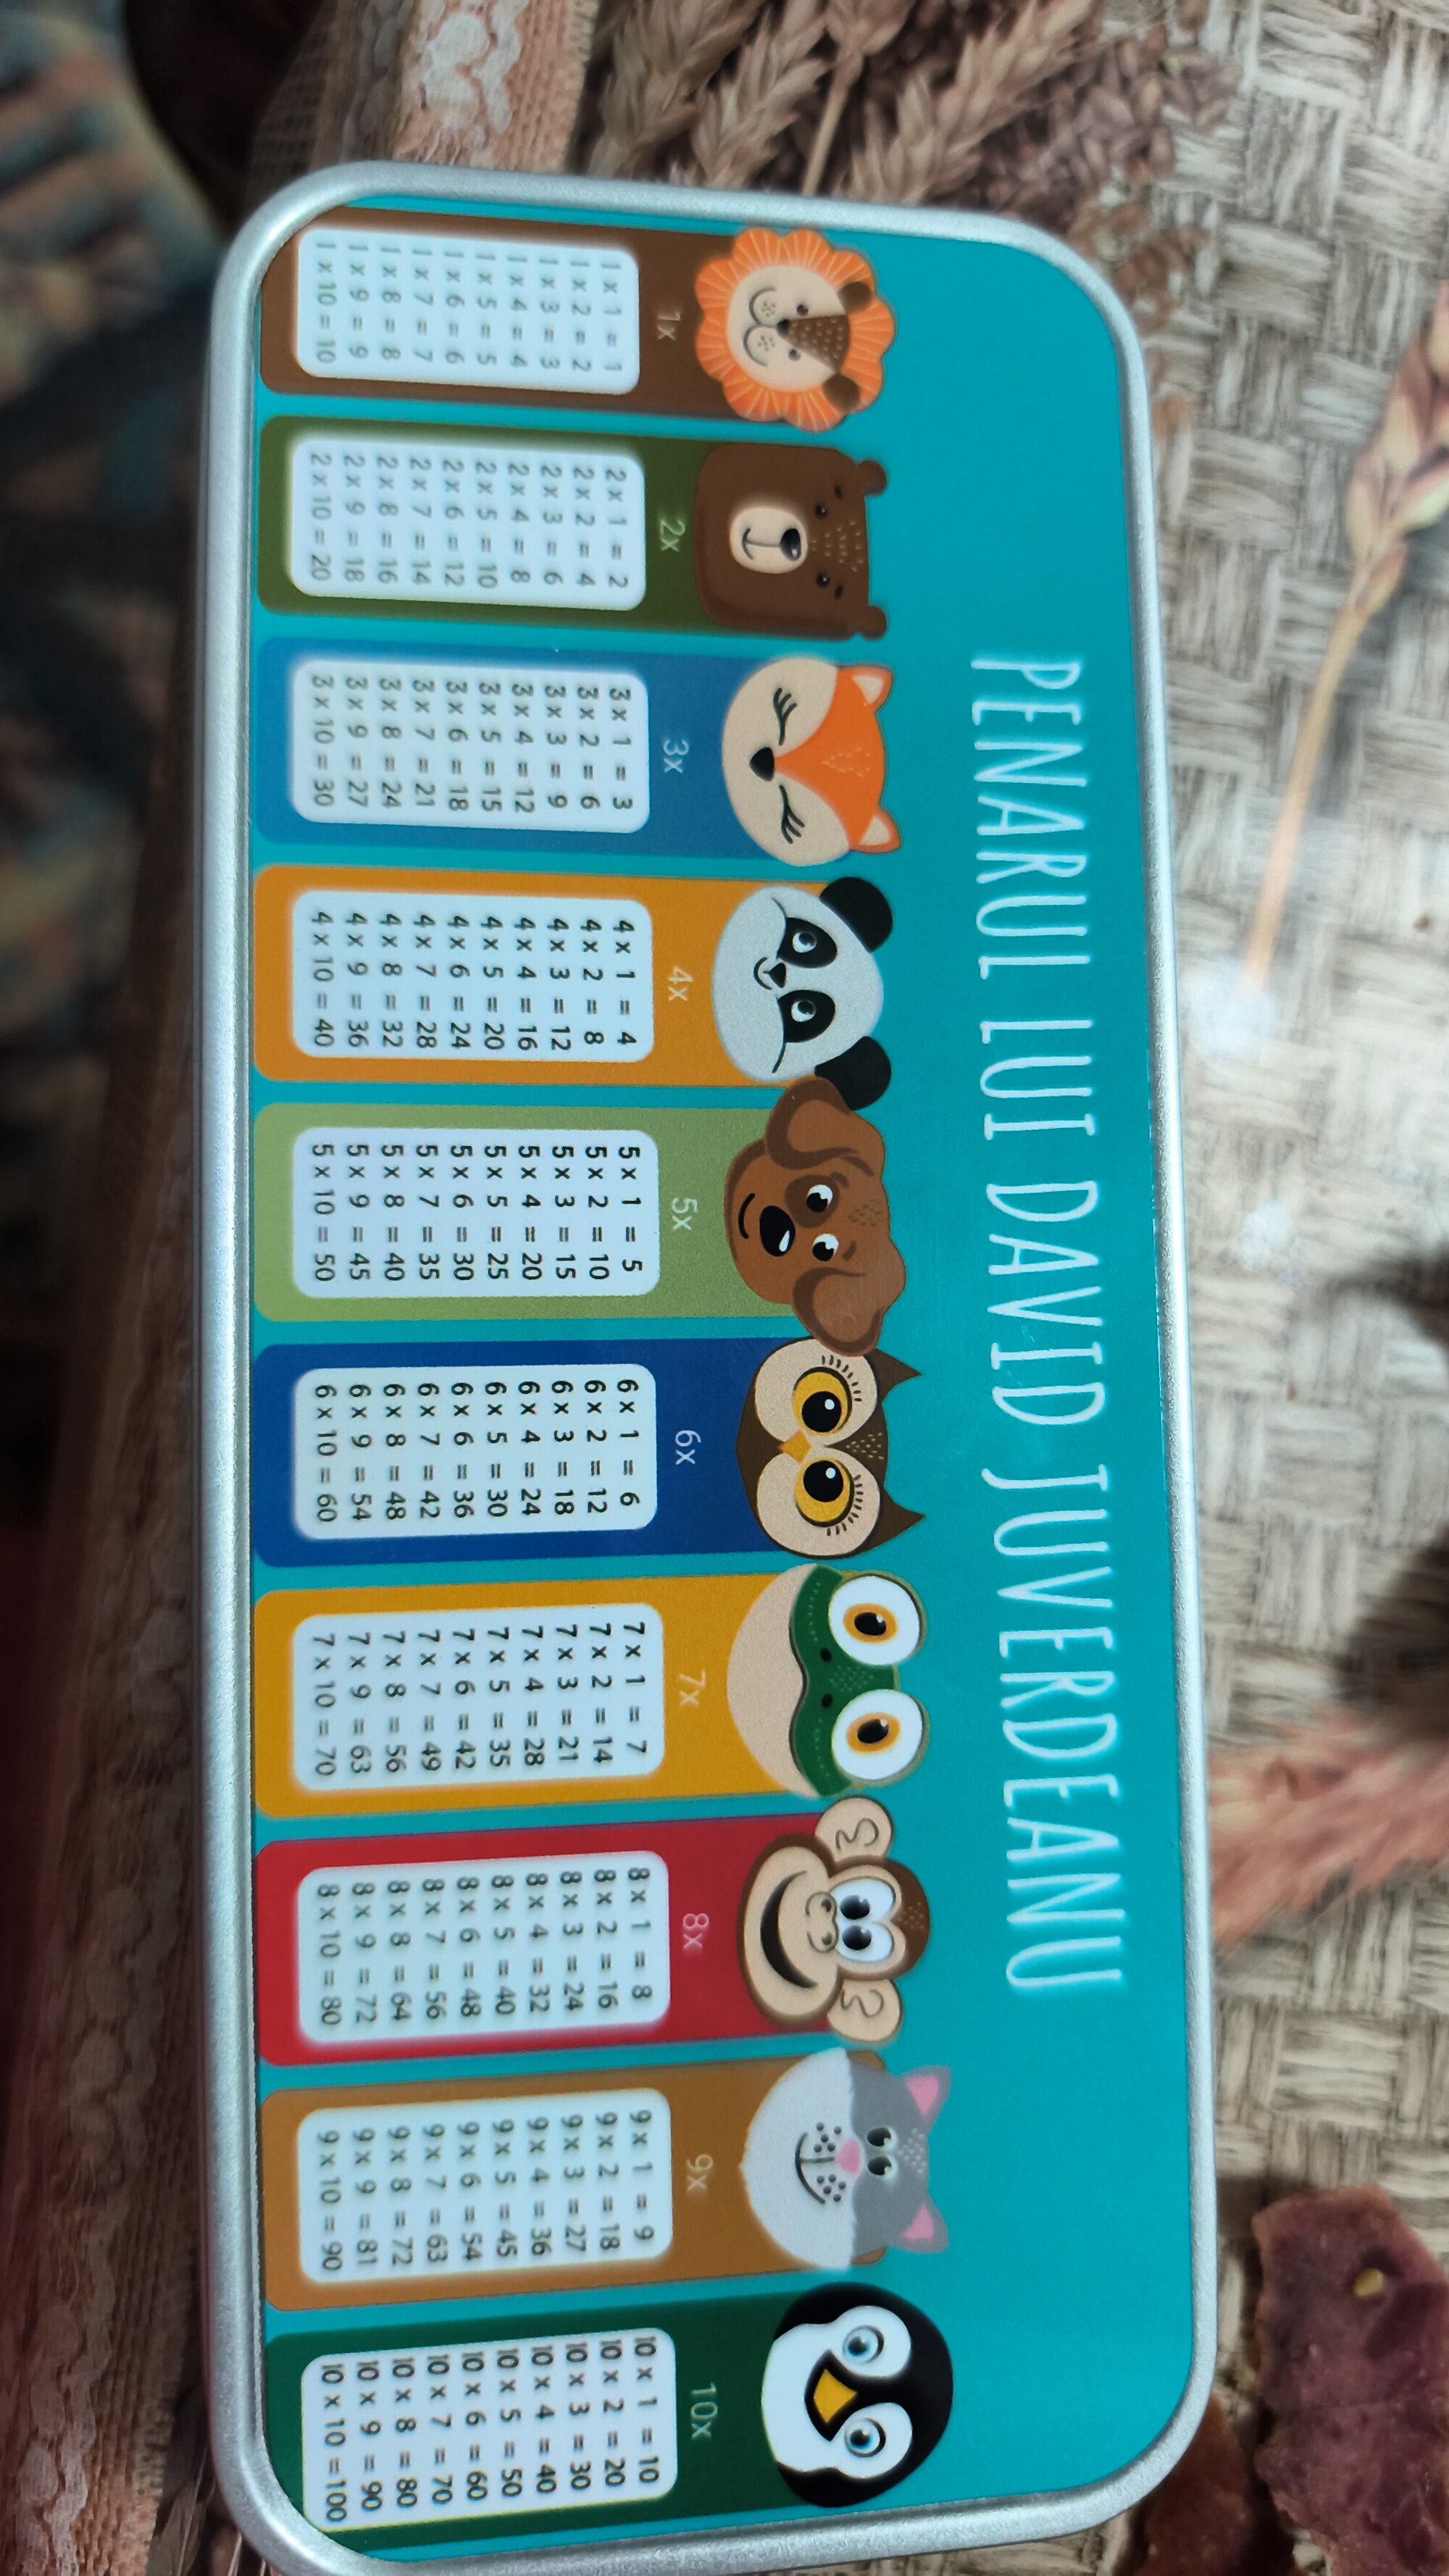 PENARUL LUI DAVID JUVERDEANU
1x
1 x 1 = 1
1 x 2 = 2
1 x 3 = 3
1 x 4 = 4
1 x 5 = 5
1 x 6 = 6
1 x 7 = 7
1 x 8 = 8
1 x 9 = 9
1 x 10 = 10
2x
2 x 1 = 2
2 x 2 = 4
2 x 3 = 6
2 x 4 = 8
2 x 5 = 10
2 x 6 = 12
2 x 7 = 14
2 x 8 = 16
2 x 9 = 18
2 x 10 = 20
3x
3 x 1 = 3
3 x 2 = 6
3 x 3 = 9
3 x 4 = 12
3 x 5 = 15
3 x 6 = 18
3 x 7 = 21
3 x 8 = 24
3 x 9 = 27
3 x 10 = 30
4x
4 x 1 = 4
4 x 2 = 8
4 x 3 = 12
4 x 4 = 16
4 x 5 = 20
4 x 6 = 24
4 x 7 = 28
4 x 8 = 32
4 x 9 = 36
4 x 10 = 40
5x
5 x 1 = 5
5 x 2 = 10
5 x 3 = 15
5 x 4 = 20
5 x 5 = 25
5 x 6 = 30
5 x 7 = 35
5 x 8 = 40
5 x 9 = 45
5 x 10 = 50
6x
6 x 1 = 6
6 x 2 = 12
6 x 3 = 18
6 x 4 = 24
6 x 5 = 30
6 x 6 = 36
6 x 7 = 42
6 x 8 = 48
6 x 9 = 54
6 x 10 = 60
7x
7 x 1 = 7
7 x 2 = 14
7 x 3 = 21
7 x 4 = 28
7 x 5 = 35
7 x 6 = 42
7 x 7 = 49
7 x 8 = 56
7 x 9 = 63
7 x 10 = 70
8x
8 x 1 = 8
8 x 2 = 16
8 x 3 = 24
8 x 4 = 32
8 x 5 = 40
8 x 6 = 48
8 x 7 = 56
8 x 8 = 64
8 x 9 = 72
8 x 10 = 80
9x
9 x 1 = 9
9 x 2 = 18
9 x 3 = 27
9 x 4 = 36
9 x 5 = 45
9 x 6 = 54
9 x 7 = 63
9 x 8 = 72
9 x 9 = 81
9 x 10 = 90
10x
10 x 1 = 10
10 x 2 = 20
10 x 3 = 30
10 x 4 = 40
10 x 5 = 50
10 x 6 = 60
10 x 7 = 70
10 x 8 = 80
10 x 9 = 90
10 x 10 =100